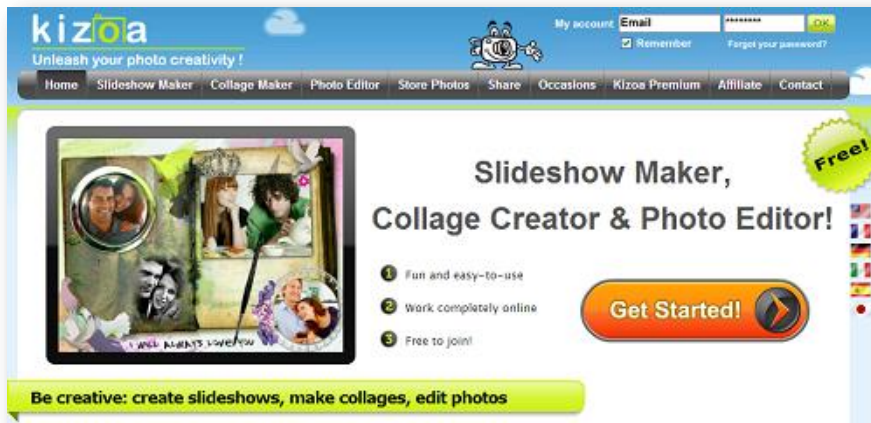 kizoa
Unleash your photo creativity !
My account Email ******** OK
Remember Forgot your password?
Home Slideshow Maker Collage Maker Photo Editor Store Photos Share Occasions Kizoa Premium Affiliate Contact
Free!
Slideshow Maker,
Collage Creator & Photo Editor!
1 Fun and easy-to-use
2 Work completely online
3 Free to join!
Get Started!
I WILL ALWAYS LOVE YOU
Be creative: create slideshows, make collages, edit photos